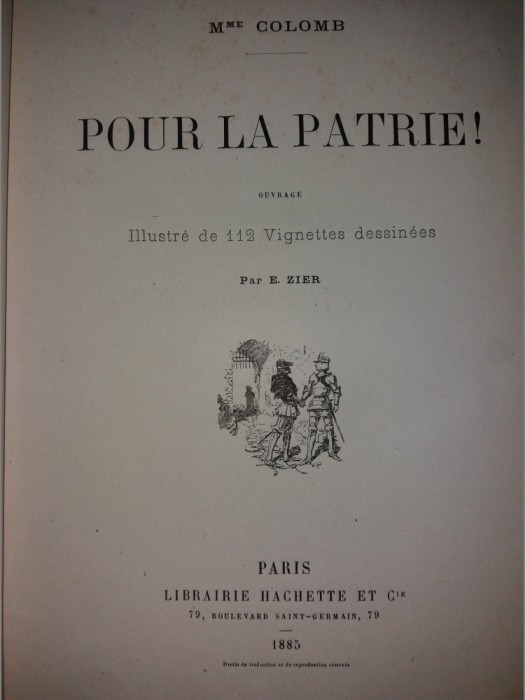 MME COLOMB
POUR LA PATRIE!
OUVRAGE
Illustré de 112 Vignettes dessinées
Par E. ZIER
PARIS
LIBRAIRIE HACHETTE ET CIE
79, BOULEVARD SAINT-GERMAIN, 79
1885
Droits de traduction et de reproduction réservés